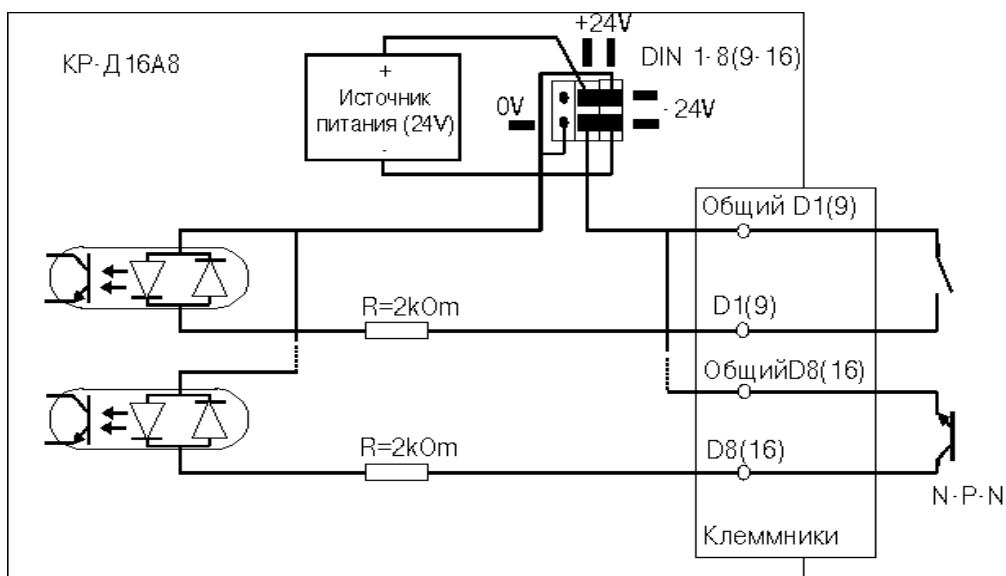 +24V
КР-Д16А8
DIN 1-8(9-16)
+
Источник
питания (24V)
-
0V
- 24V
Общий D1(9)
R=2kOm
D1(9)
ОбщийD8(16)
R=2kOm
D8(16)
N-P-N
Клеммники